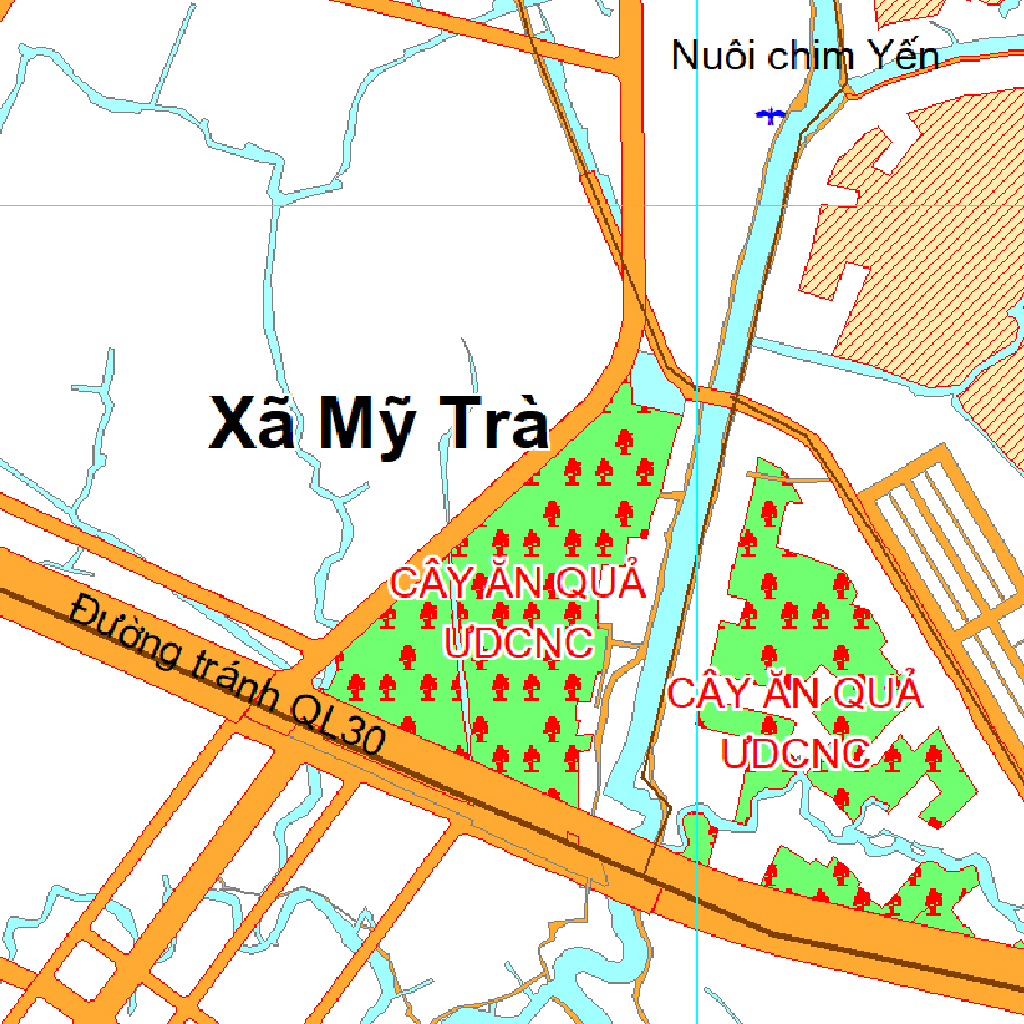 Nuôi chim Yến
Xã Mỹ Trà
CÂY ĂN QUẢ
ƯDCNC
Đường tránh QL30
CÂY ĂN QUẢ
ƯDCNC